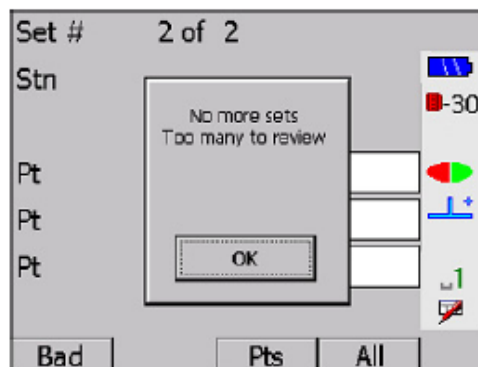 Set # 2 of 2
Stn
No more sets
Too many to review
-30
Pt
Pt
Pt
OK
1
Bad Pts All